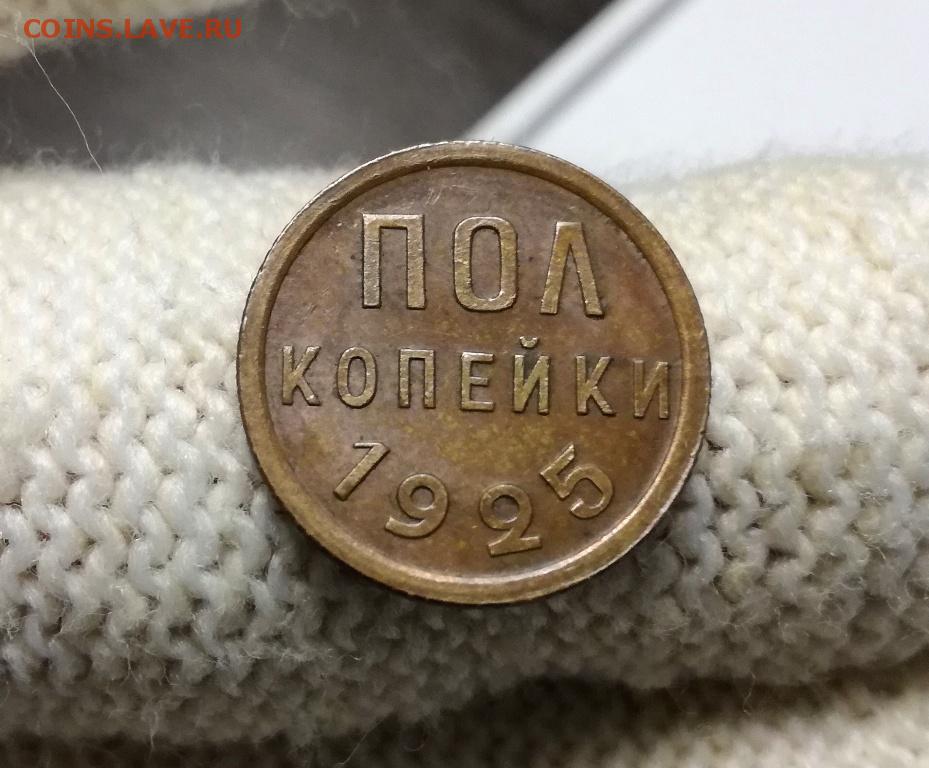 COINS.LAVE.RU
ПОЛ
КОПЕЙКИ
1925